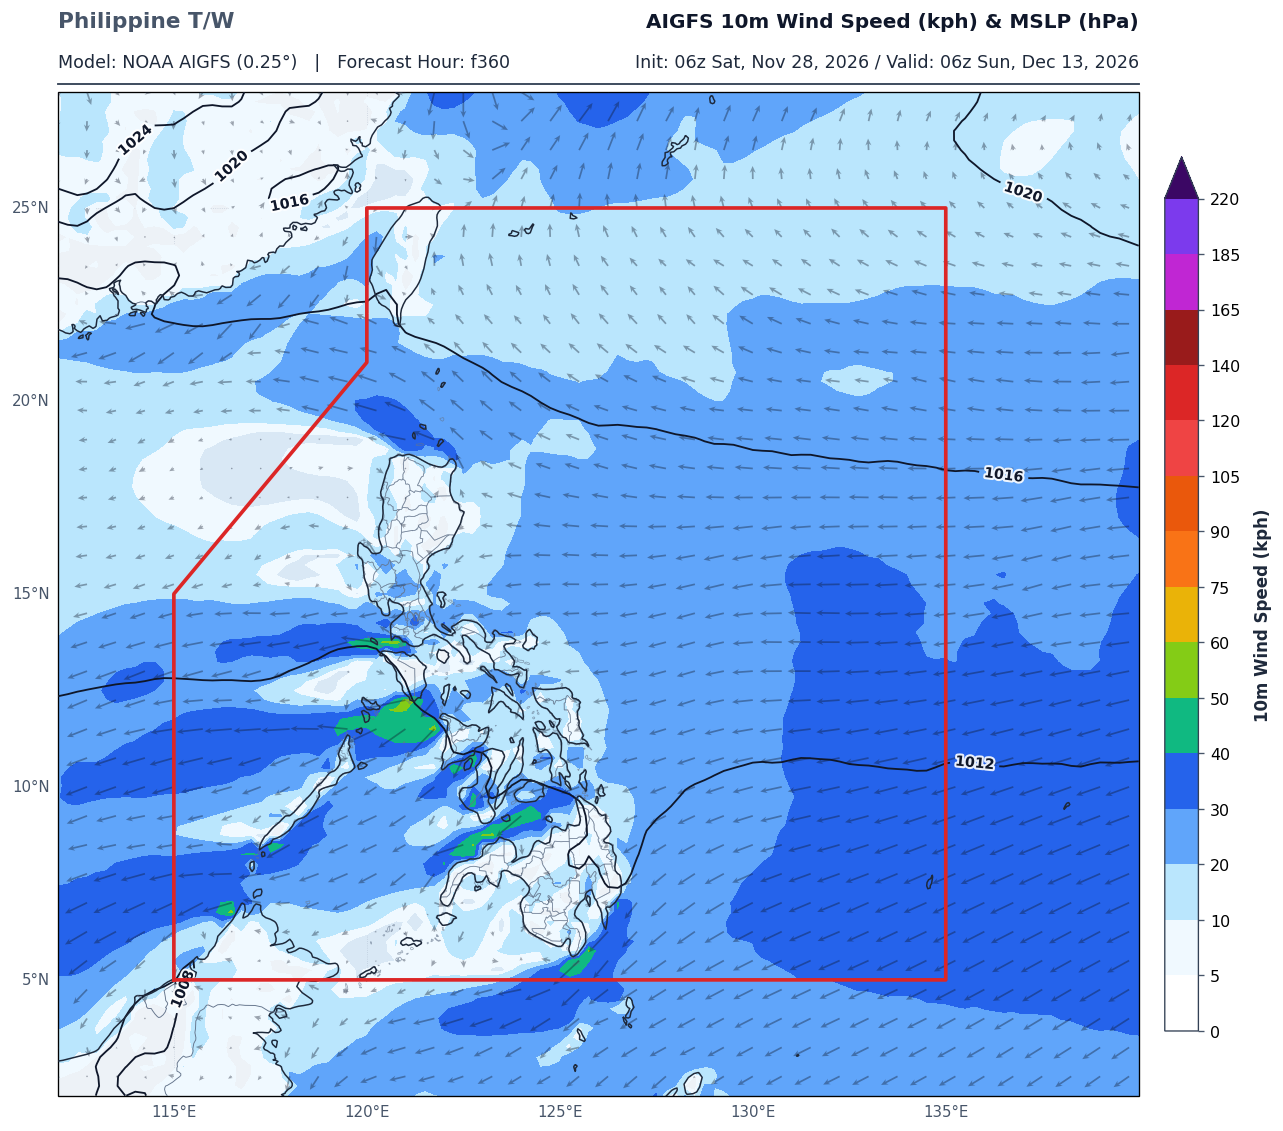 Philippine T/W
AIGFS 10m Wind Speed (kph) & MSLP (hPa)
Model: NOAA AIGFS (0.25°)   |   Forecast Hour: f360
Init: 06z Sat, Nov 28, 2026 / Valid: 06z Sun, Dec 13, 2026
1024
1020
1016
1020
1016
1012
1008
25°N
20°N
15°N
10°N
5°N
115°E
120°E
125°E
130°E
135°E
220
185
165
140
120
105
90
75
60
50
40
30
20
10
5
0
10m Wind Speed (kph)